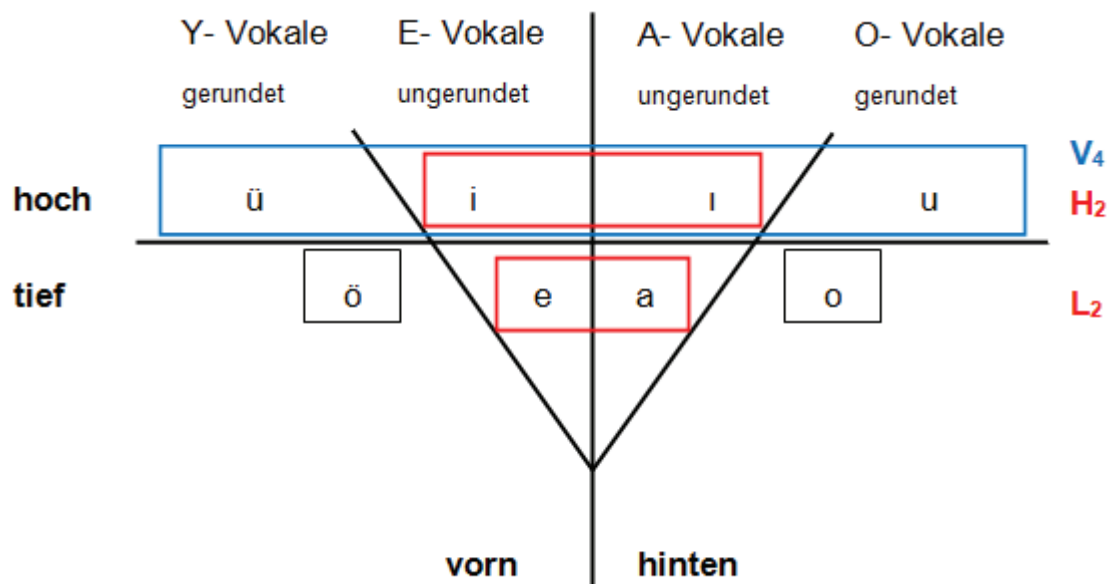 Y- Vokale E- Vokale A- Vokale O- Vokale
gerundet ungerundet ungerundet gerundet
V₄
hoch ü i ı u H₂
tief ö e a o L₂
vorn hinten